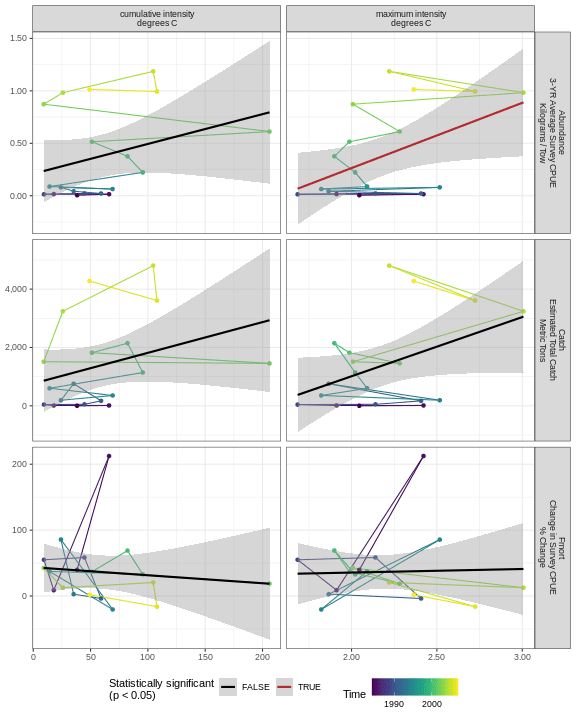 cumulative intensity
degrees C
maximum intensity
degrees C
1.50
1.00
0.50
0.00
Abundance
3-YR Average Survey CPUE
Kilograms / Tow
4,000
2,000
0
Catch
Estimated Total Catch
Metric Tons
200
100
0
Fmort
Change in Survey CPUE
% Change
0
50
100
150
200
2.00
2.50
3.00
Statistically significant
(p < 0.05)
FALSE
TRUE
Time
1990
2000